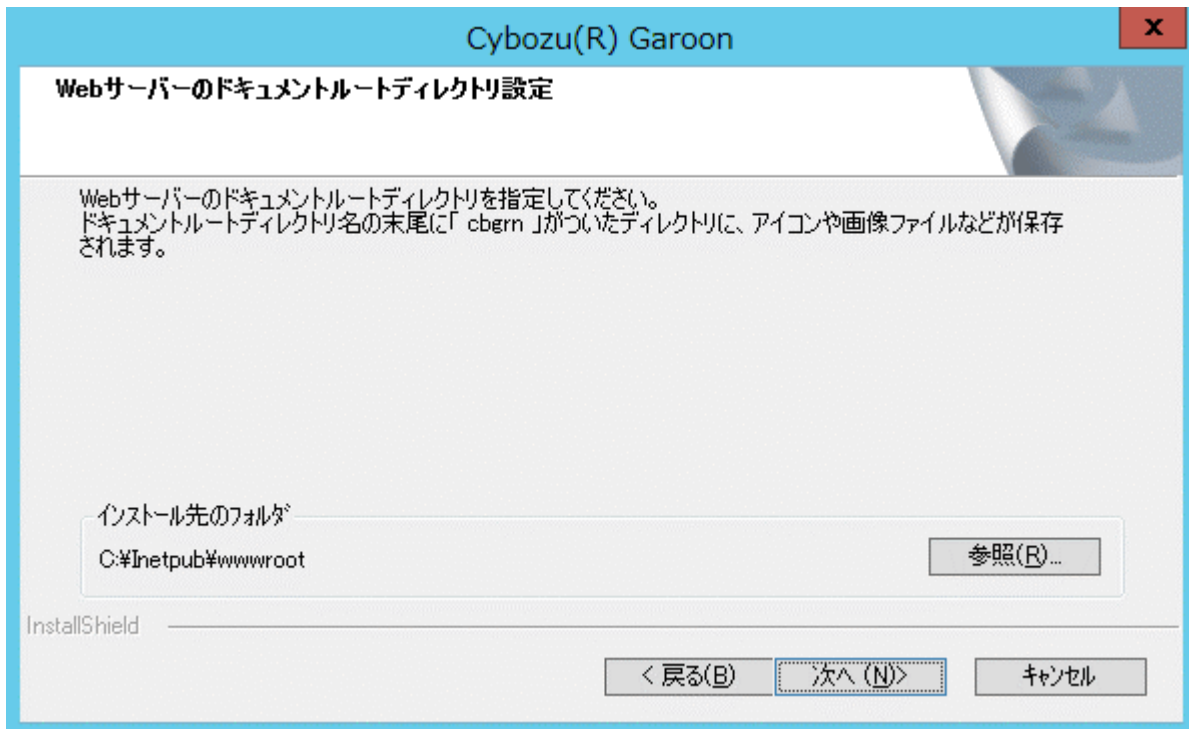 Cybozu(R) Garoon
x
Webサーバーのドキュメントルートディレクトリ設定
Webサーバーのドキュメントルートディレクトリを指定してください。
ドキュメントルートディレクトリ名の末尾に「 cbgrn 」がついたディレクトリに、アイコンや画像ファイルなどが保存
されます。
インストール先のフォルダ
C:¥Inetpub¥wwwroot
参照(R)...
InstallShield
< 戻る(B)
次へ (N)>
キャンセル